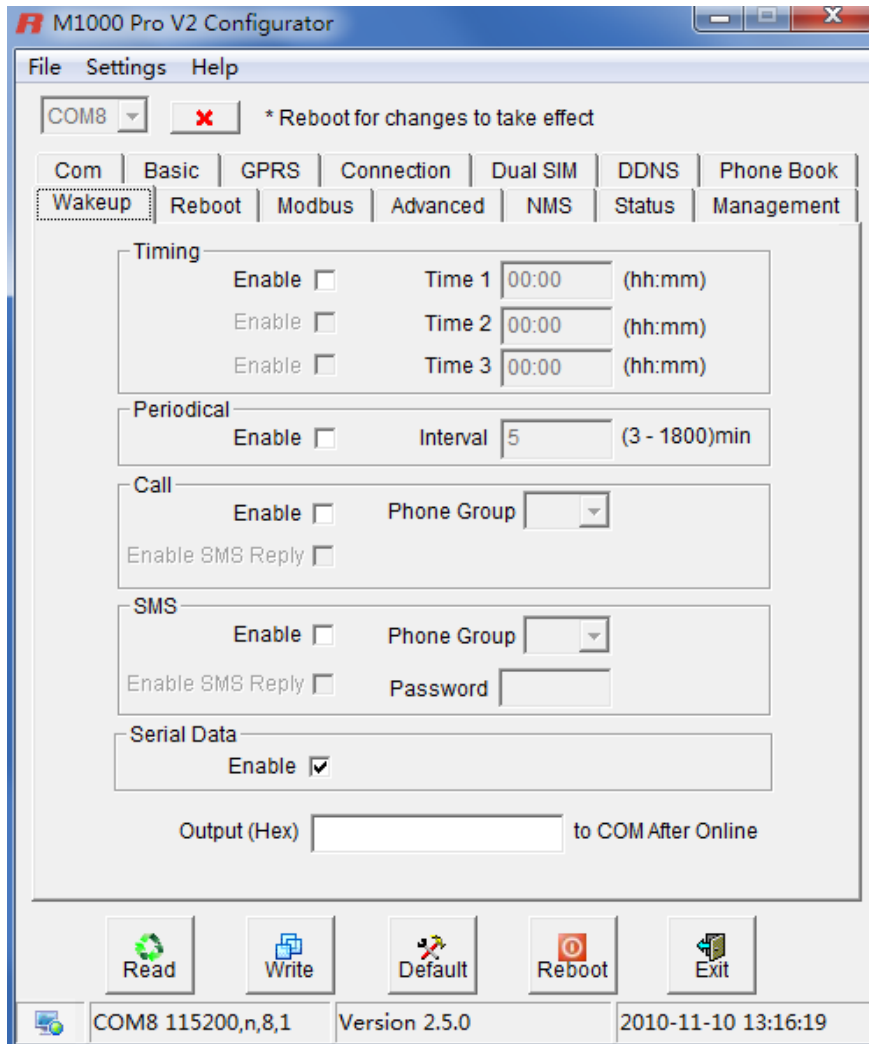 M1000 Pro V2 Configurator
File Settings Help
COM8 * Reboot for changes to take effect
Com Basic GPRS Connection Dual SIM DDNS Phone Book
Wakeup Reboot Modbus Advanced NMS Status Management
Timing
Enable Time 1 00:00 (hh:mm)
Enable Time 2 00:00 (hh:mm)
Enable Time 3 00:00 (hh:mm)
Periodical
Enable Interval 5 (3 - 1800)min
Call
Enable Phone Group
Enable SMS Reply
SMS
Enable Phone Group
Enable SMS Reply Password
Serial Data
Enable
Output (Hex) to COM After Online
Read Write Default Reboot Exit
COM8 115200,n,8,1 Version 2.5.0 2010-11-10 13:16:19